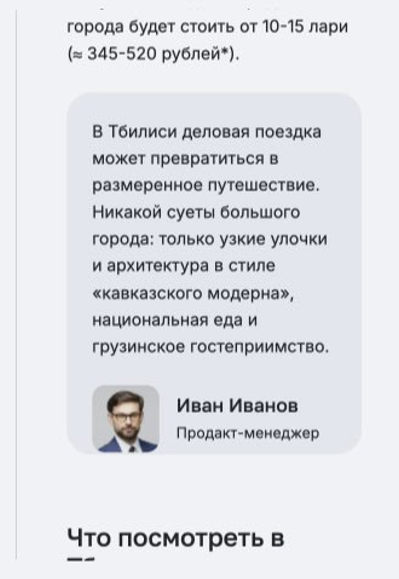 города будет стоить от 10-15 лари
(≈ 345-520 рублей*).
В Тбилиси деловая поездка
может превратиться в
размеренное путешествие.
Никакой суеты большого
города: только узкие улочки
и архитектура в стиле
«кавказского модерна»,
национальная еда и
грузинское гостеприимство.
Иван Иванов
Продакт-менеджер
Что посмотреть в